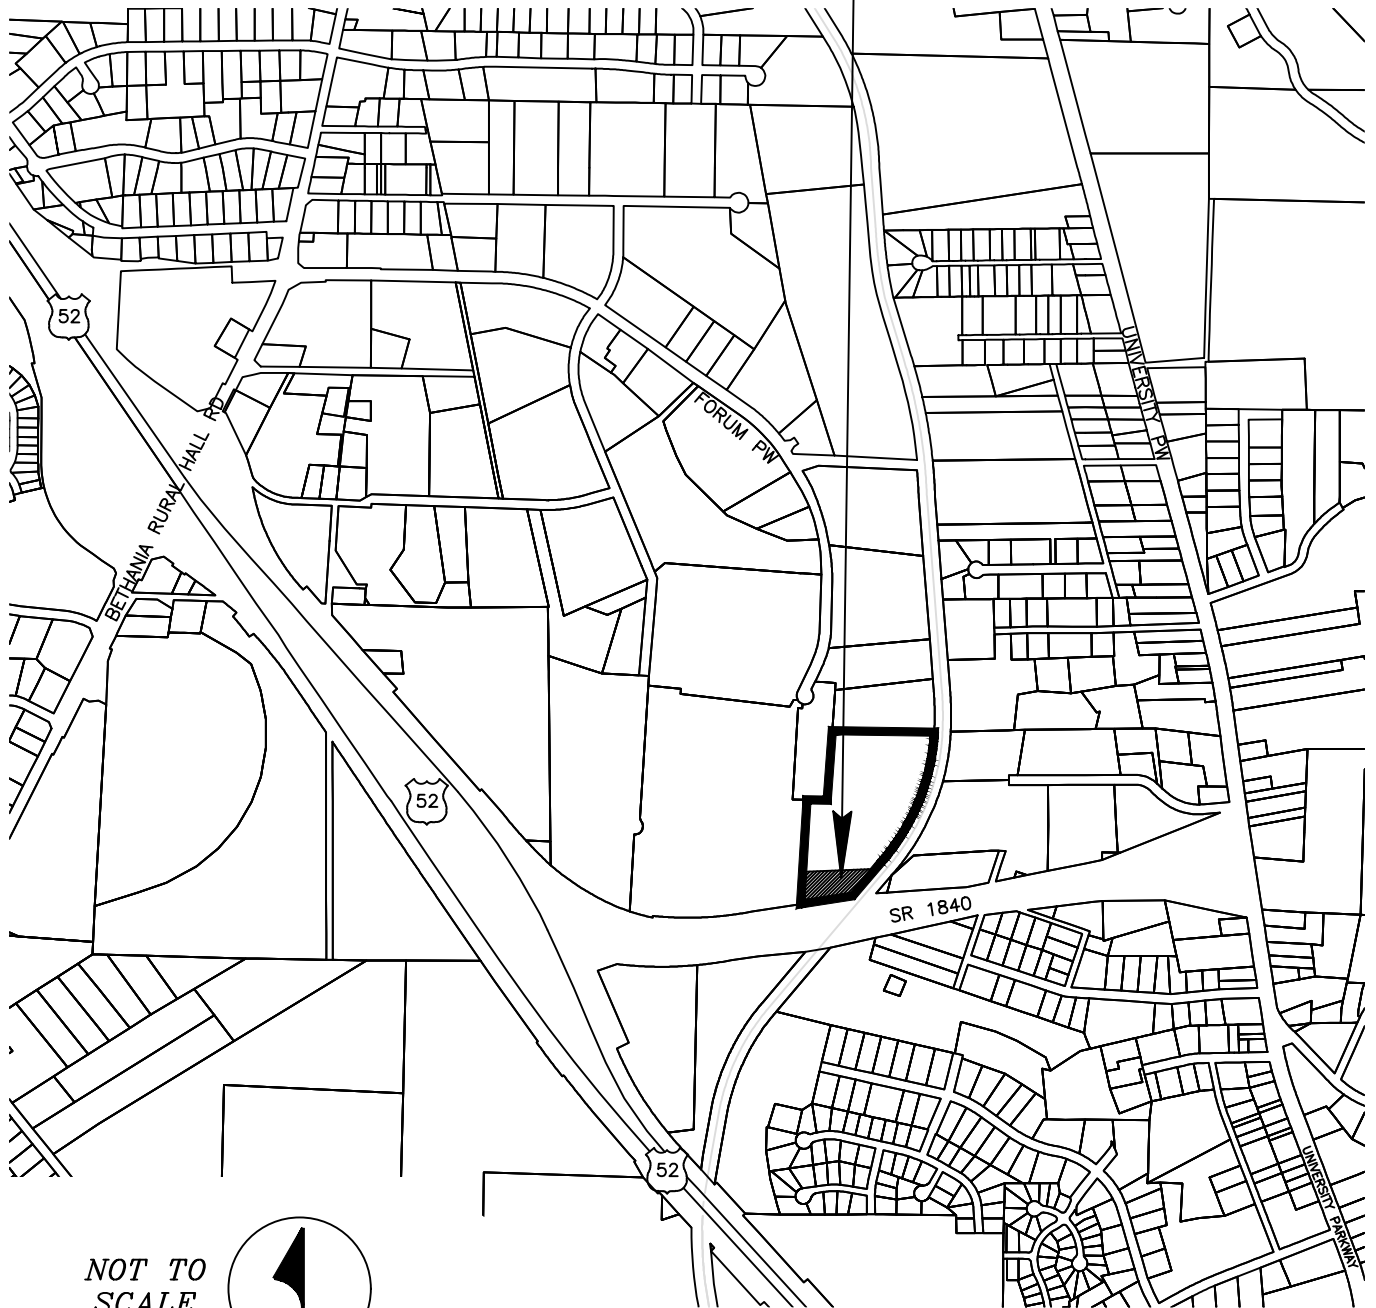 52
UNIVERSITY PW
FORUM PW
BETHANIA RURAL HALL RD
52
SR 1840
52
UNIVERSITY PARKWAY
NOT TO
SCALE